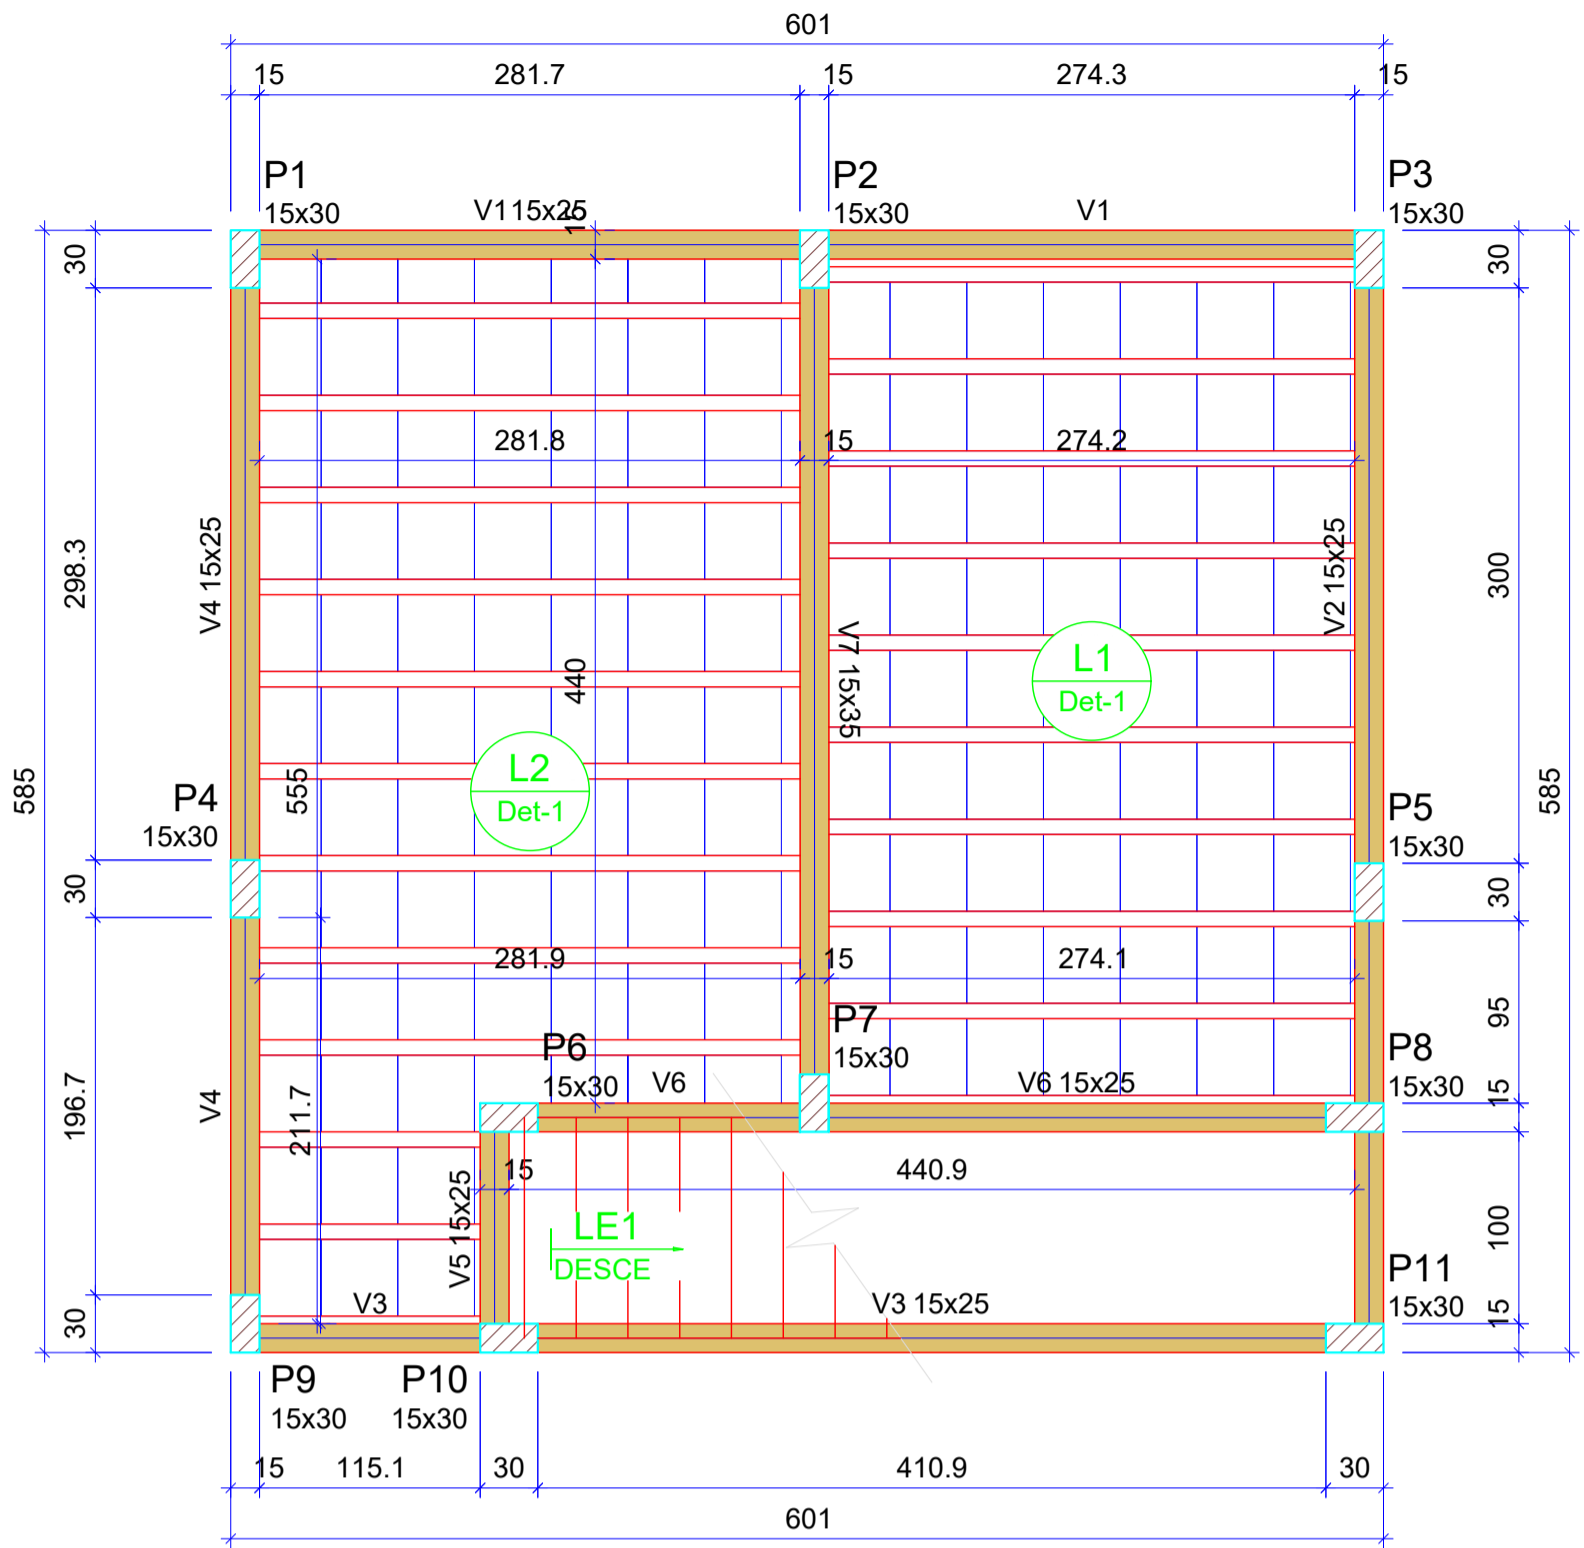 601
15 281.7 15 274.3 15
P1
15x30
V1 15x25
15
P2
15x30
V1
P3
15x30
30
30
281.8 15 274.2
V4 15x25
298.3
V2 15x25
300
440
V7 15x35
L1
Det-1
L2
Det-1
585
555
585
P4
15x30
P5
15x30
30
30
281.9 15 274.1
95
P6
15x30
V6
P7
15x30
V6 15x25
P8
15x30
15
V4
196.7
211.7
15 440.9
V5 15x25
LE1
DESCE
100
P11
15x30
V3
V3 15x25
30
15
P9
15x30
P10
15x30
15 115.1 30 410.9 30
601